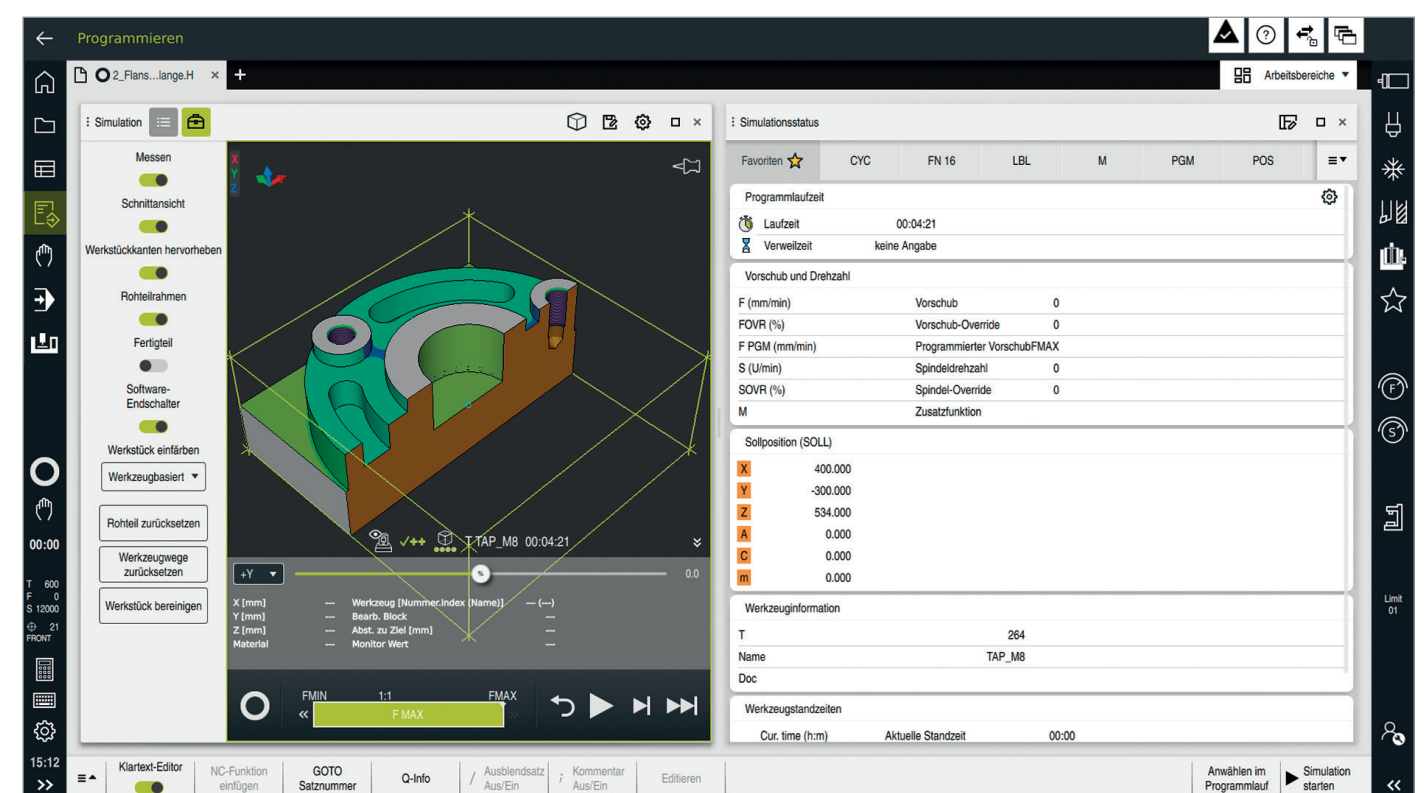 Programmieren
2_Flans...lange.H × +
Arbeitsbereiche
Simulation
Messen
Schnittansicht
Werkstückkanten hervorheben
Rohteilrahmen
Fertigteil
Software-
Endschalter
Werkstück einfärben
Werkzeugbasiert
Rohteil zurücksetzen
Werkzeugwege
zurücksetzen
Werkstück bereinigen
X
Y
Z
T TAP_M8 00:04:21
+Y % 0.0
X [mm] --- Werkzeug [Nummer.Index (Name)] --- (---)
Y [mm] --- Bearb. Block ---
Z [mm] --- Abst. zu Ziel [mm] ---
Material --- Monitor Wert ---
FMIN 1:1 FMAX
F MAX
Simulationsstatus
Favoriten CYC FN 16 LBL M PGM POS
Programmlaufzeit
Laufzeit 00:04:21
Verweilzeit keine Angabe
Vorschub und Drehzahl
F (mm/min) Vorschub 0
FOVR (%) Vorschub-Override 0
F PGM (mm/min) Programmierter VorschubFMAX
S (U/min) Spindeldrehzahl 0
SOVR (%) Spindel-Override 0
M Zusatzfunktion
Sollposition (SOLL)
X 400.000
Y -300.000
Z 534.000
A 0.000
C 0.000
m 0.000
Werkzeuginformation
T 264
Name TAP_M8
Doc
Werkzeugstandzeiten
Cur. time (h:m) Aktuelle Standzeit 00:00
00:00
T 600
F 0
S 12000
21
FRONT
15:12
F
S
Limit
01
Klartext-Editor
NC-Funktion
einfügen
GOTO
Satznummer
Q-Info
/ Ausblendsatz
Aus/Ein
; Kommentar
Aus/Ein
Editieren
Anwählen im
Programmlauf
Simulation
starten